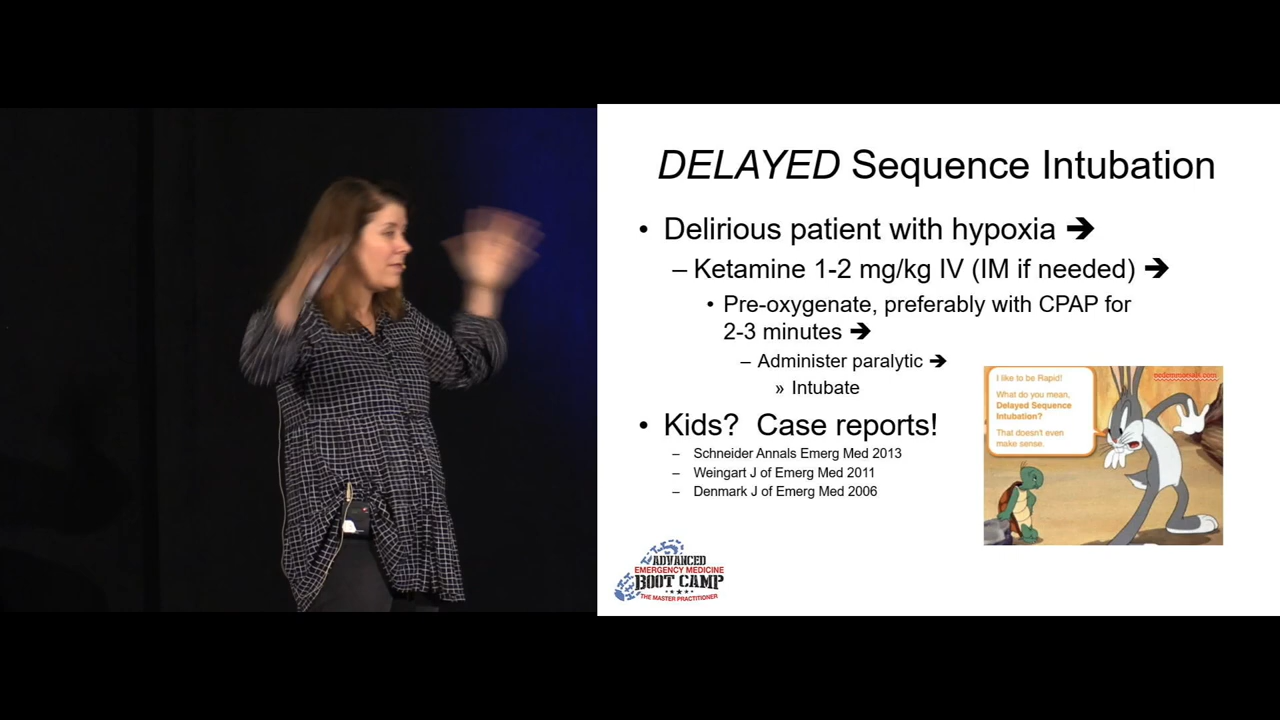 DELAYED Sequence Intubation
• Delirious patient with hypoxia ➔
– Ketamine 1-2 mg/kg IV (IM if needed) ➔
• Pre-oxygenate, preferably with CPAP for
2-3 minutes ➔
– Administer paralytic ➔
» Intubate
• Kids? Case reports!
– Schneider Annals Emerg Med 2013
– Weingart J of Emerg Med 2011
– Denmark J of Emerg Med 2006
I like to be Rapid!
What do you mean,
Delayed Sequence
Intubation?
That doesn't even
make sense.
ADVANCED
EMERGENCY MEDICINE
BOOT CAMP
THE MASTER PRACTITIONER